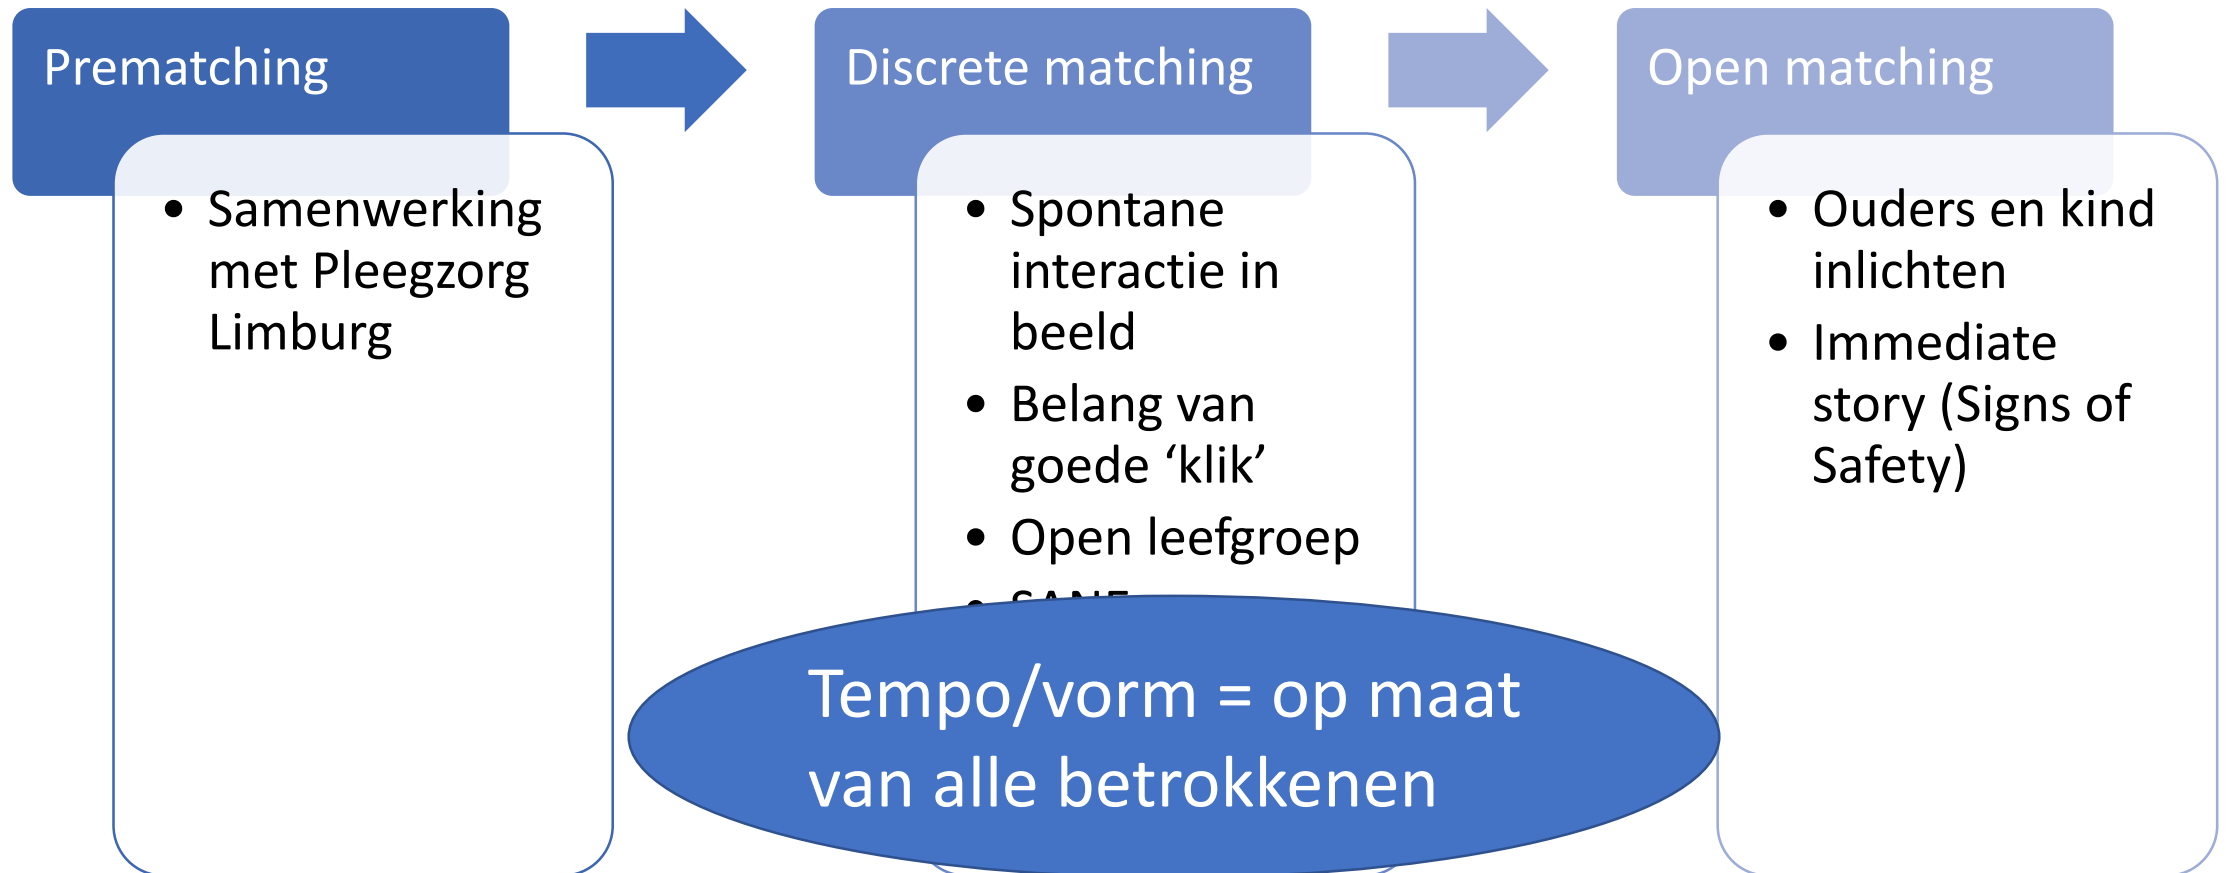 Prematching
• Samenwerking
met Pleegzorg
Limburg
Discrete matching
• Spontane
interactie in
beeld
• Belang van
goede ‘klik’
• Open leefgroep
Open matching
• Ouders en kind
inlichten
• Immediate
story (Signs of
Safety)
Tempo/vorm = op maat
van alle betrokkenen